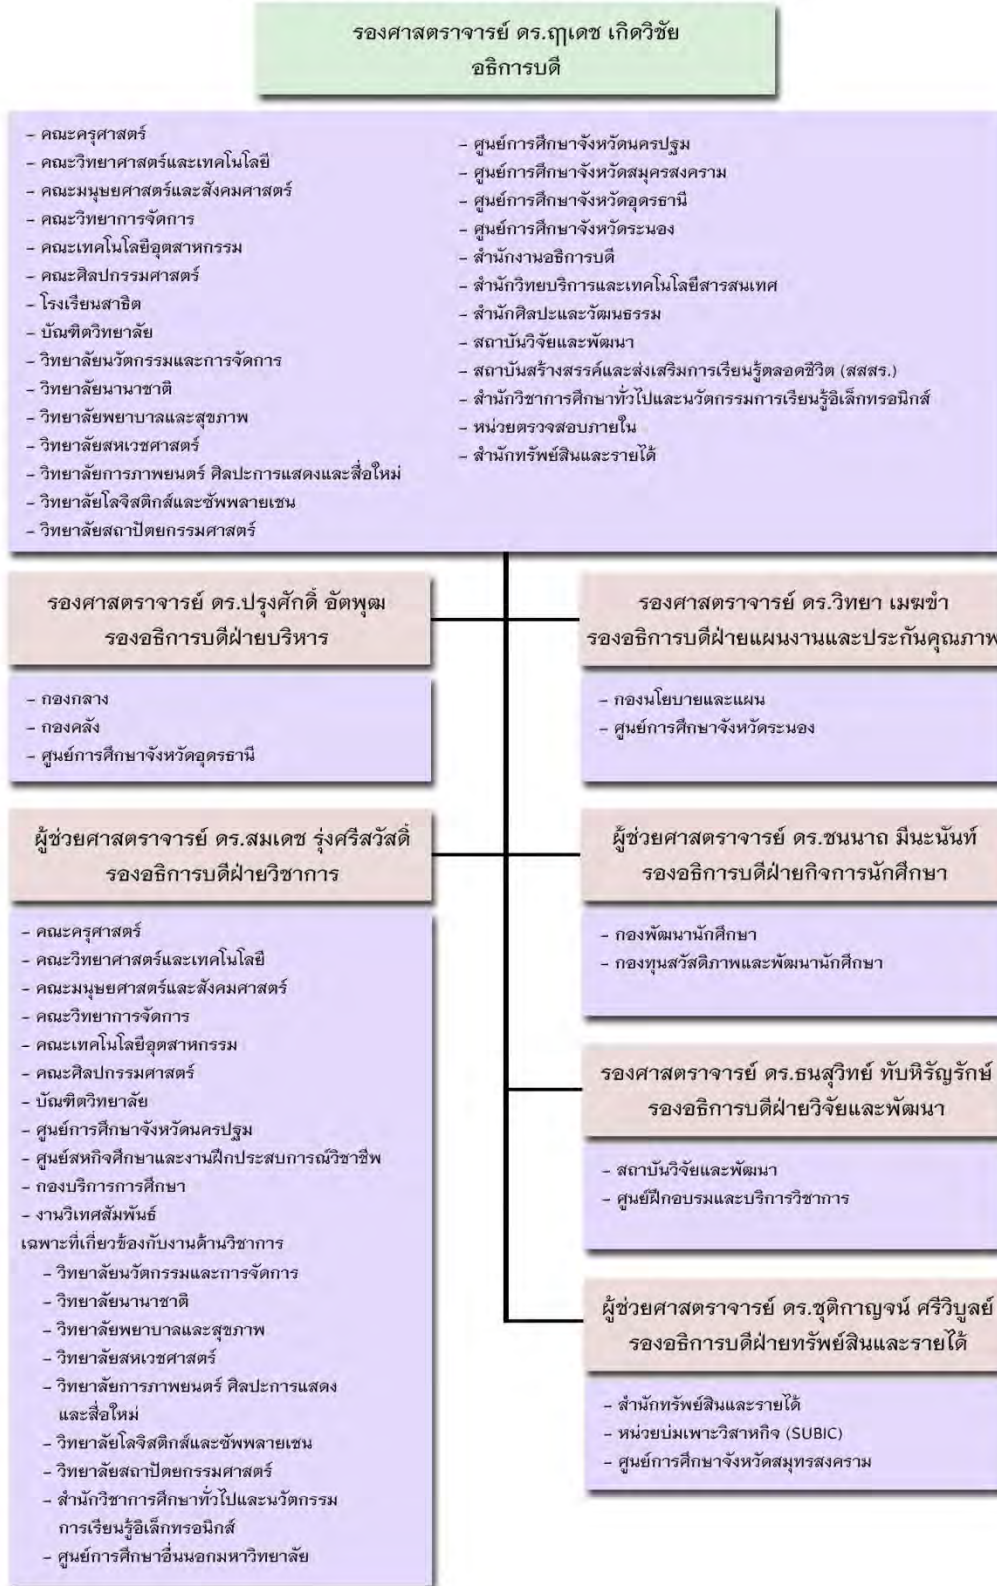 รองศาสตราจารย์ ดร.ฤๅเดช เกิดวิชัย
อธิการบดี
– คณะครุศาสตร์
– คณะวิทยาศาสตร์และเทคโนโลยี
– คณะมนุษยศาสตร์และสังคมศาสตร์
– คณะวิทยาการจัดการ
– คณะเทคโนโลยีอุตสาหกรรม
– คณะศิลปกรรมศาสตร์
– โรงเรียนสาธิต
– บัณฑิตวิทยาลัย
– วิทยาลัยนวัตกรรมและการจัดการ
– วิทยาลัยนานาชาติ
– วิทยาลัยพยาบาลและสุขภาพ
– วิทยาลัยสหเวชศาสตร์
– วิทยาลัยการภาพยนตร์ ศิลปะการแสดงและสื่อใหม่
– วิทยาลัยโลจิสติกส์และซัพพลายเชน
– วิทยาลัยสถาปัตยกรรมศาสตร์
– ศูนย์การศึกษาจังหวัดนครปฐม
– ศูนย์การศึกษาจังหวัดสมุครสงคราม
– ศูนย์การศึกษาจังหวัดอุดรธานี
– ศูนย์การศึกษาจังหวัดระนอง
– สำนักงานอธิการบดี
– สำนักวิทยบริการและเทคโนโลยีสารสนเทศ
– สำนักศิลปะและวัฒนธรรม
– สถาบันวิจัยและพัฒนา
– สถาบันสร้างสรรค์และส่งเสริมการเรียนรู้ตลอดชีวิต (สสสร.)
– สำนักวิชาการศึกษาทั่วไปและนวัตกรรมการเรียนรู้อิเล็กทรอนิกส์
– หน่วยตรวจสอบภายใน
– สำนักทรัพย์สินและรายได้
รองศาสตราจารย์ ดร.ปรุงศักดิ์ อัตพุฒ
รองอธิการบดีฝ่ายบริหาร
– กองกลาง
– กองคลัง
– ศูนย์การศึกษาจังหวัดอุดรธานี
รองศาสตราจารย์ ดร.วิทยา เมฆขำ
รองอธิการบดีฝ่ายแผนงานและประกันคุณภาพ
– กองนโยบายและแผน
– ศูนย์การศึกษาจังหวัดระนอง
ผู้ช่วยศาสตราจารย์ ดร.สมเดช รุ่งศรีสวัสดิ์
รองอธิการบดีฝ่ายวิชาการ
– คณะครุศาสตร์
– คณะวิทยาศาสตร์และเทคโนโลยี
– คณะมนุษยศาสตร์และสังคมศาสตร์
– คณะวิทยาการจัดการ
– คณะเทคโนโลยีอุตสาหกรรม
– คณะศิลปกรรมศาสตร์
– บัณฑิตวิทยาลัย
– ศูนย์การศึกษาจังหวัดนครปฐม
– ศูนย์สหกิจศึกษาและงานฝึกประสบการณ์วิชาชีพ
– กองบริการการศึกษา
– งานวิเทศสัมพันธ์
เฉพาะที่เกี่ยวข้องกับงานด้านวิชาการ
– วิทยาลัยนวัตกรรมและการจัดการ
– วิทยาลัยนานาชาติ
– วิทยาลัยพยาบาลและสุขภาพ
– วิทยาลัยสหเวชศาสตร์
– วิทยาลัยการภาพยนตร์ ศิลปะการแสดง
และสื่อใหม่
– วิทยาลัยโลจิสติกส์และซัพพลายเชน
– วิทยาลัยสถาปัตยกรรมศาสตร์
– สำนักวิชาการศึกษาทั่วไปและนวัตกรรม
การเรียนรู้อิเล็กทรอนิกส์
– ศูนย์การศึกษาอื่นนอกมหาวิทยาลัย
ผู้ช่วยศาสตราจารย์ ดร.ชนนาถ มีนะนันท์
รองอธิการบดีฝ่ายกิจการนักศึกษา
– กองพัฒนานักศึกษา
– กองทุนสวัสดิภาพและพัฒนานักศึกษา
รองศาสตราจารย์ ดร.ธนสุวิทย์ ทับหิรัญรักษ์
รองอธิการบดีฝ่ายวิจัยและพัฒนา
– สถาบันวิจัยและพัฒนา
– ศูนย์ฝึกอบรมและบริการวิชาการ
ผู้ช่วยศาสตราจารย์ ดร.ชุติกาญจน์ ศรีวิบูลย์
รองอธิการบดีฝ่ายทรัพย์สินและรายได้
– สำนักทรัพย์สินและรายได้
– หน่วยบ่มเพาะวิสาหกิจ (SUBIC)
– ศูนย์การศึกษาจังหวัดสมุทรสงคราม